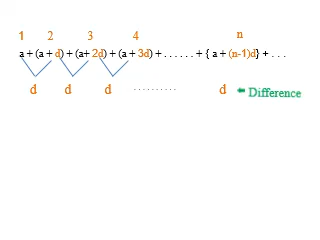 1 2 3 4 n
a + (a + d) + (a+ 2d) + (a + 3d) + . . . . . . + { a + (n-1)d} + . . .
d d d . . . . . . . . . . d Difference